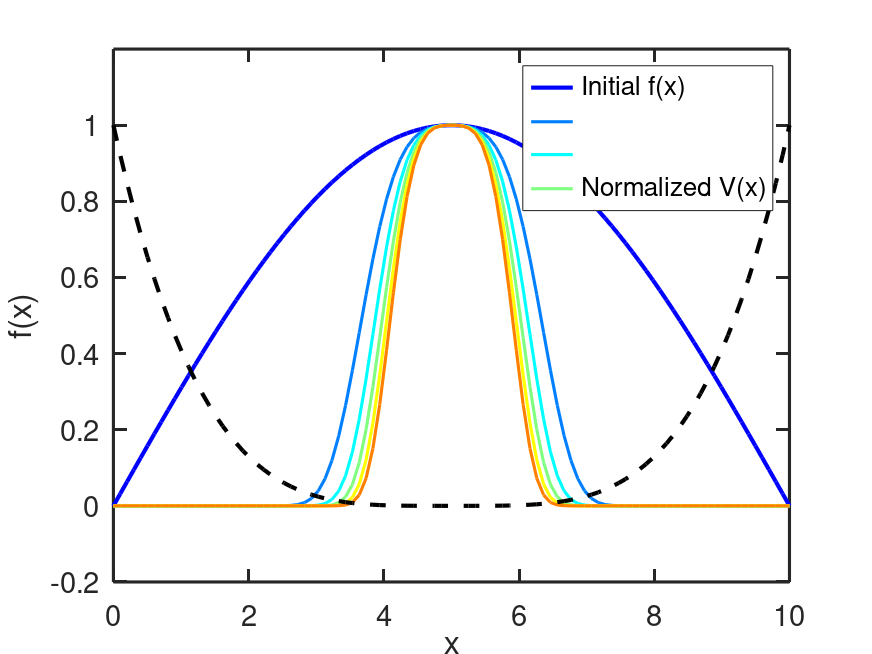 Initial f(x)
Normalized V(x)
1
0.8
0.6
0.4
0.2
0
-0.2
f(x)
0 2 4 6 8 10
x